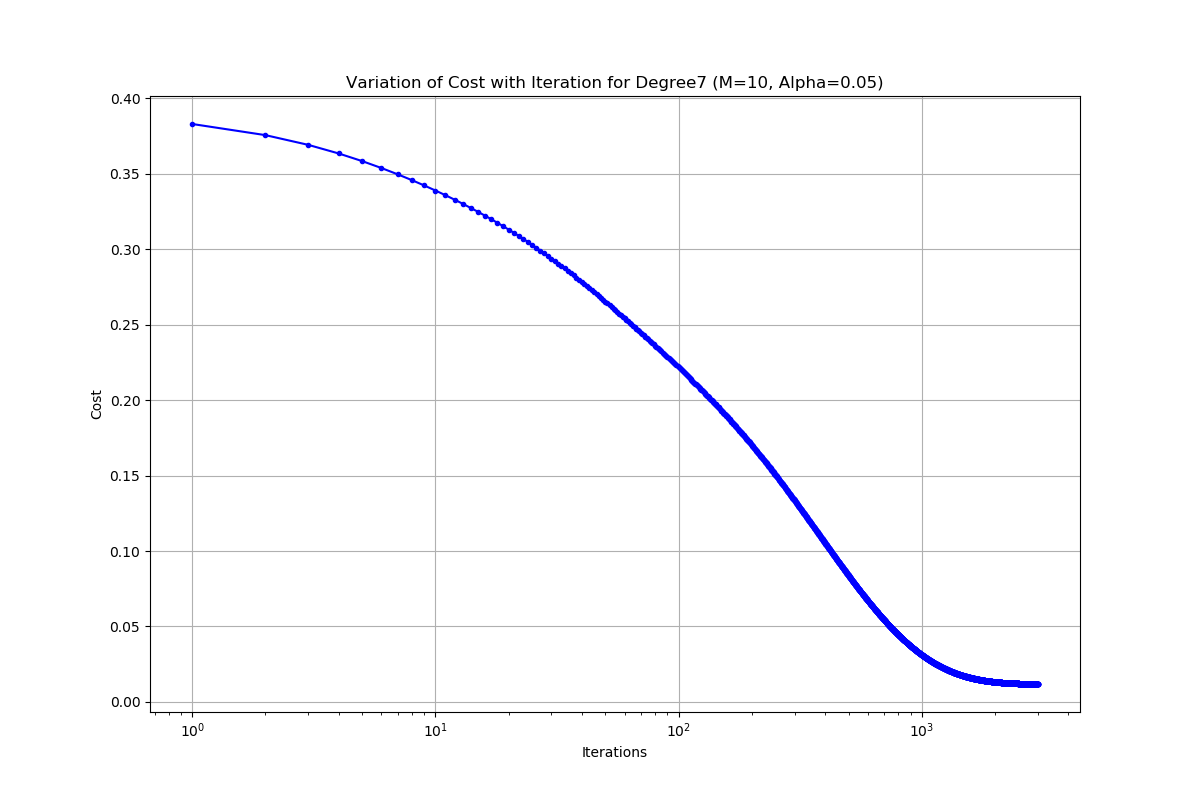 Variation of Cost with Iteration for Degree7 (M=10, Alpha=0.05)
0.40
0.35
0.30
0.25
0.20
0.15
0.10
0.05
0.00
Cost
10⁰ 10¹ 10² 10³
Iterations